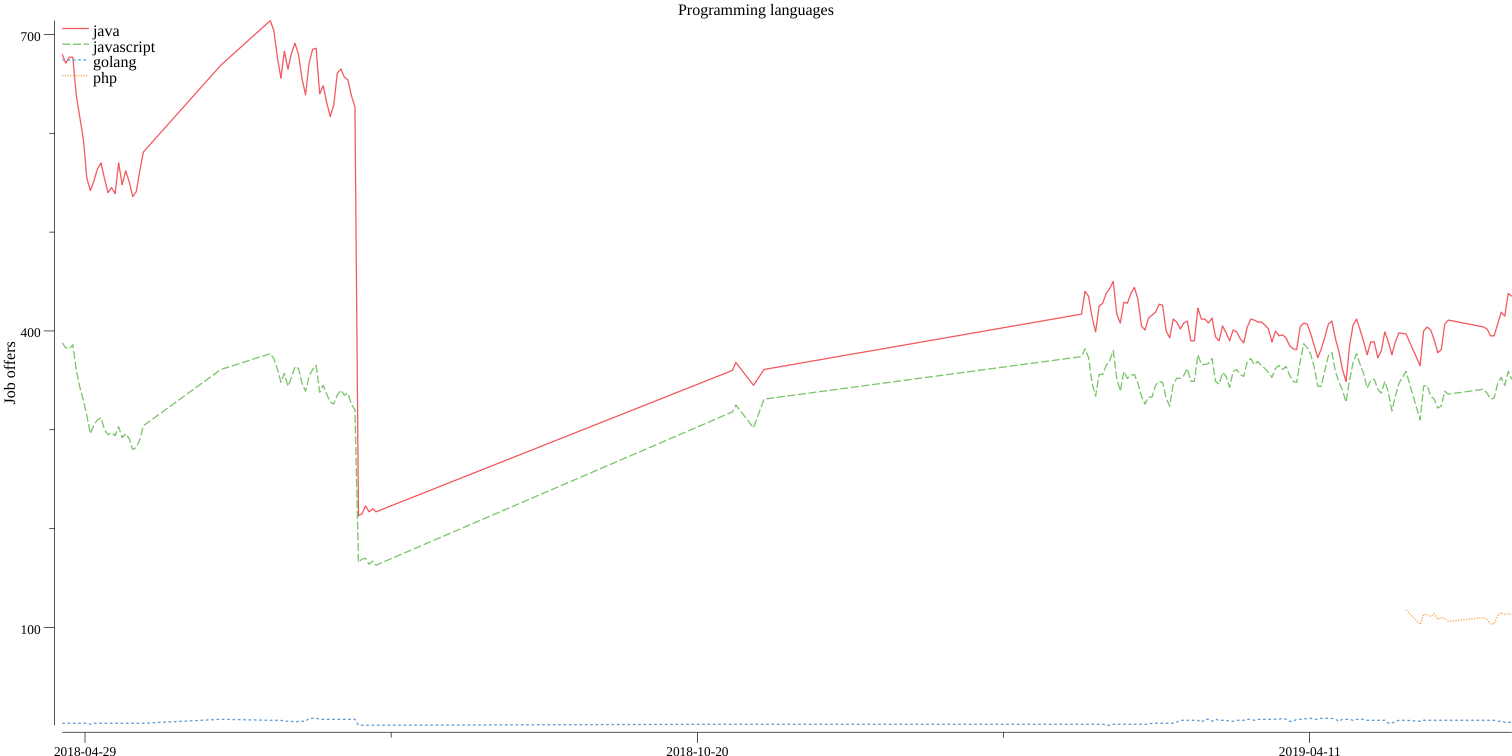 Programming languages
java
javascript
golang
php
700
400
100
Job offers
2018-04-29
2018-10-20
2019-04-11